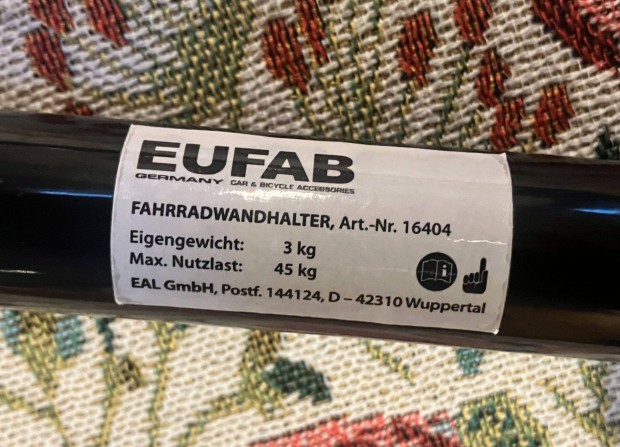 EUFAB
GERMANY CAR & BICYCLE ACCESSORIES
FAHRRADWANDHALTER, Art.-Nr. 16404
Eigengewicht: 3 kg
Max. Nutzlast: 45 kg
EAL GmbH, Postf. 144124, D – 42310 Wuppertal